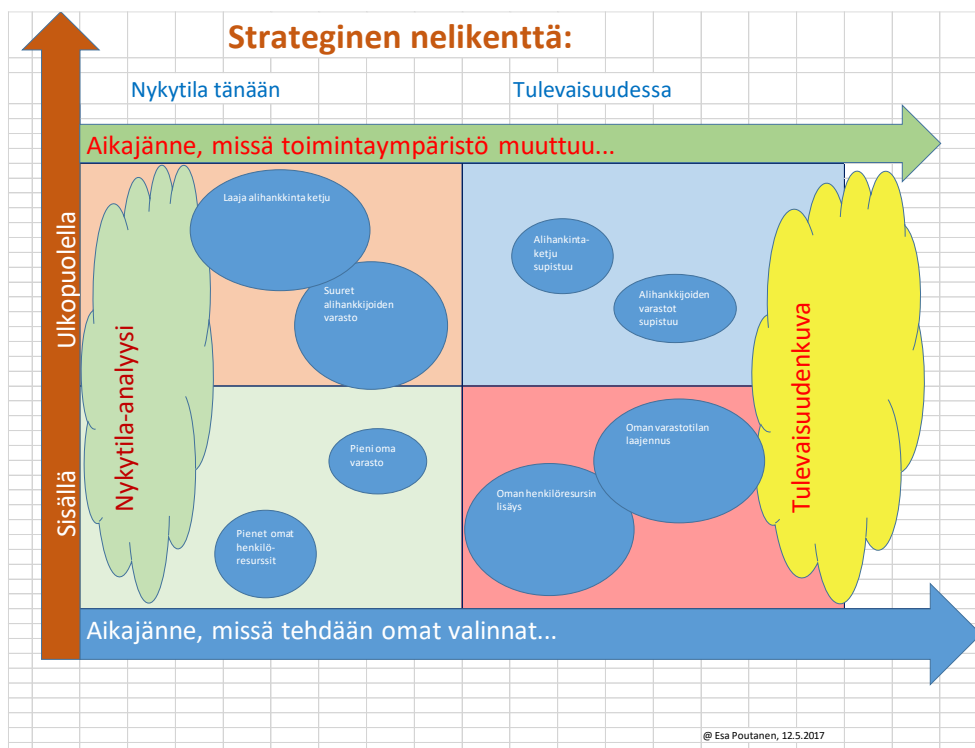 Strateginen nelikenttä:
Nykytila tänään
Tulevaisuudessa
Aikajänne, missä toimintaympäristö muuttuu...
Ulkopuolella
Sisällä
Nykytila-analyysi
Laaja alihankkinta ketju
Suuret
alihankkijoiden
varasto
Alihankinta-
ketju
supistuu
Alihankkijoiden
varastot
supistuu
Tulevaisuudenkuva
Pieni oma
varasto
Pienet omat
henkilö-
resurssit
Oman varastotilan
laajennus
Oman henkilöresursin
lisäys
Aikajänne, missä tehdään omat valinnat...
@ Esa Poutanen, 12.5.2017